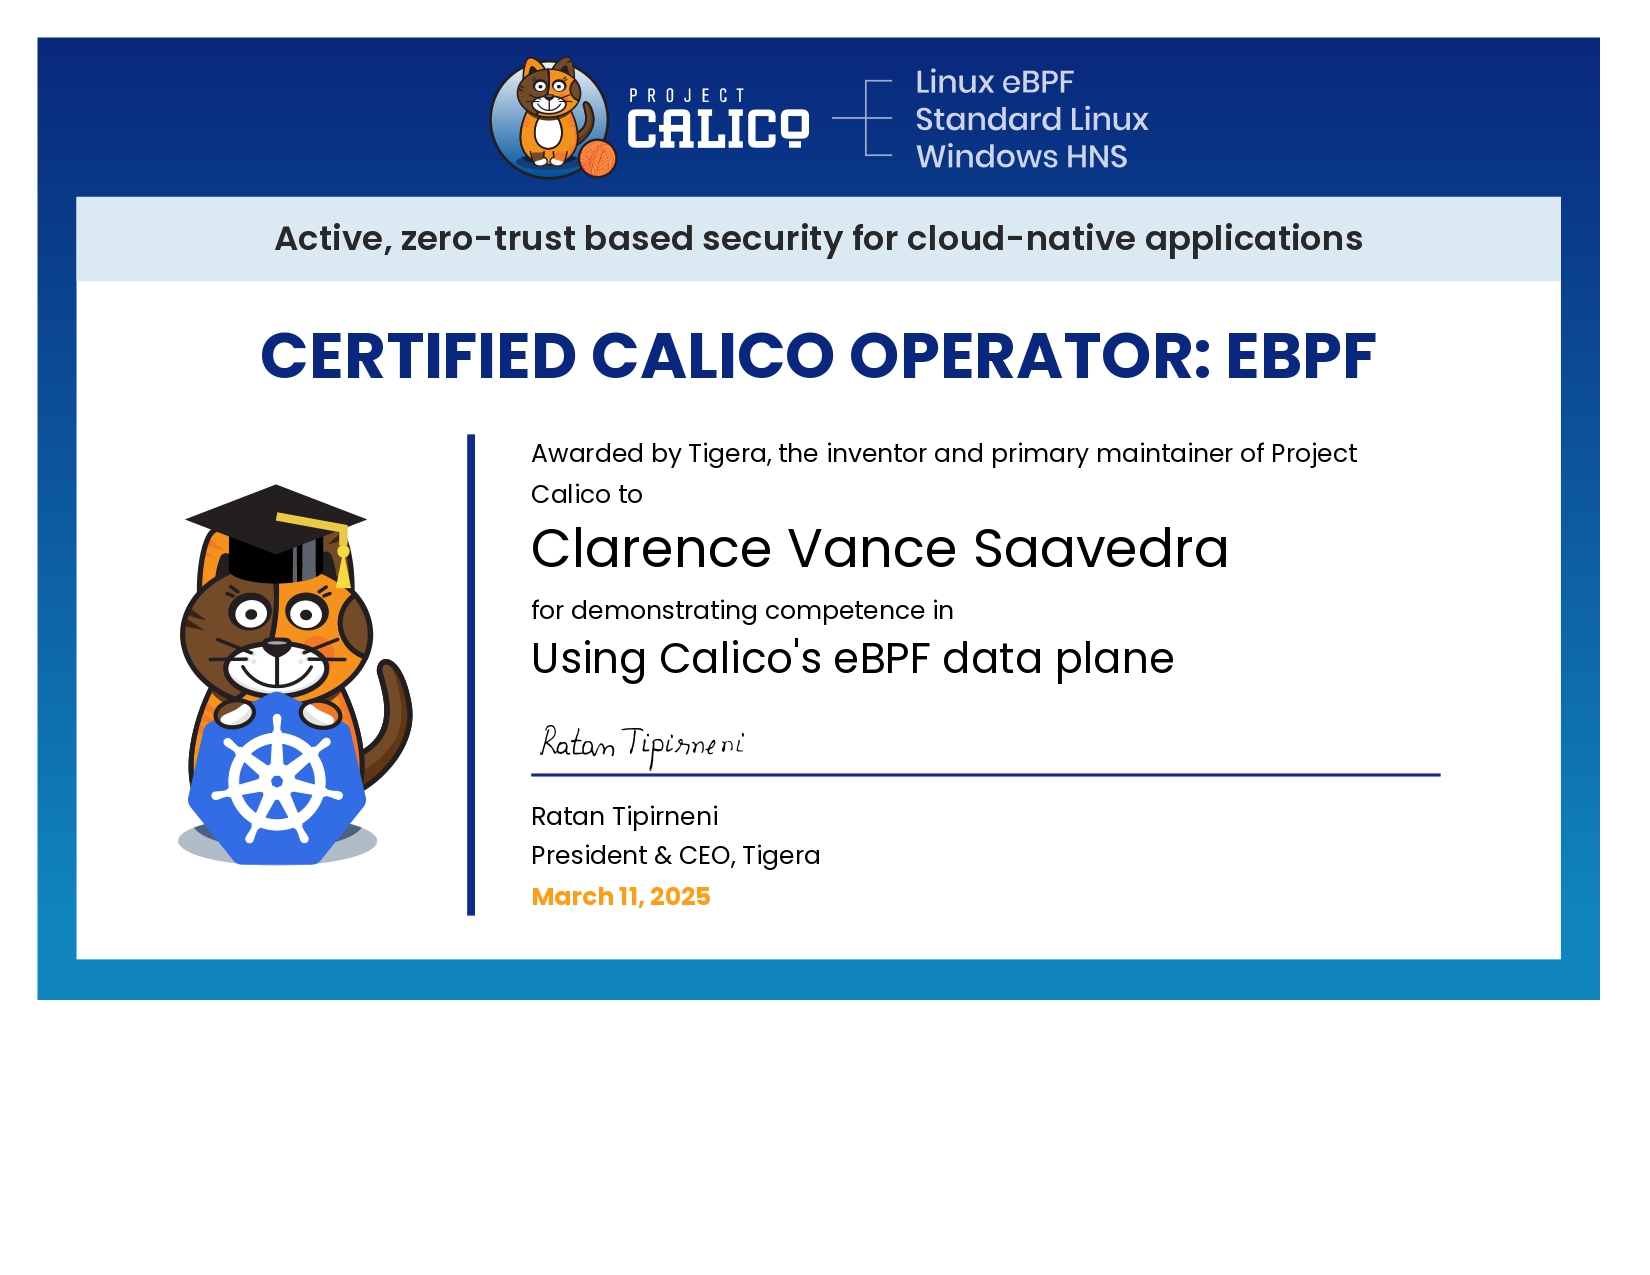 PROJECT
CALICO
Linux eBPF
Standard Linux
Windows HNS
Active, zero-trust based security for cloud-native applications
CERTIFIED CALICO OPERATOR: EBPF
Awarded by Tigera, the inventor and primary maintainer of Project
Calico to
Clarence Vance Saavedra
for demonstrating competence in
Using Calico's eBPF data plane
Ratan Tipirneni
Ratan Tipirneni
President & CEO, Tigera
March 11, 2025